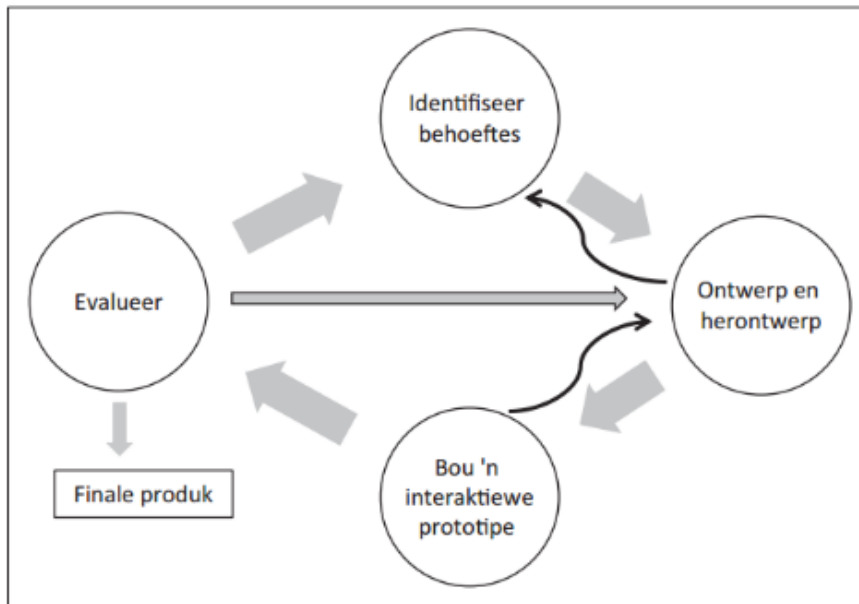 Identifiseer
behoeftes
Evalueer
Ontwerp en
herontwerp
Bou 'n
interaktiewe
prototipe
Finale produk